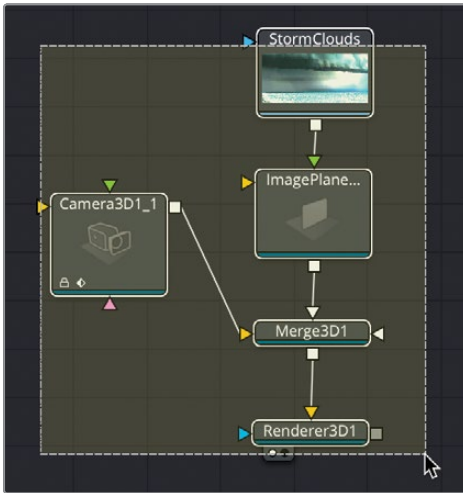 StormClouds
ImagePlane...
Camera3D1_1
Merge3D1
Renderer3D1